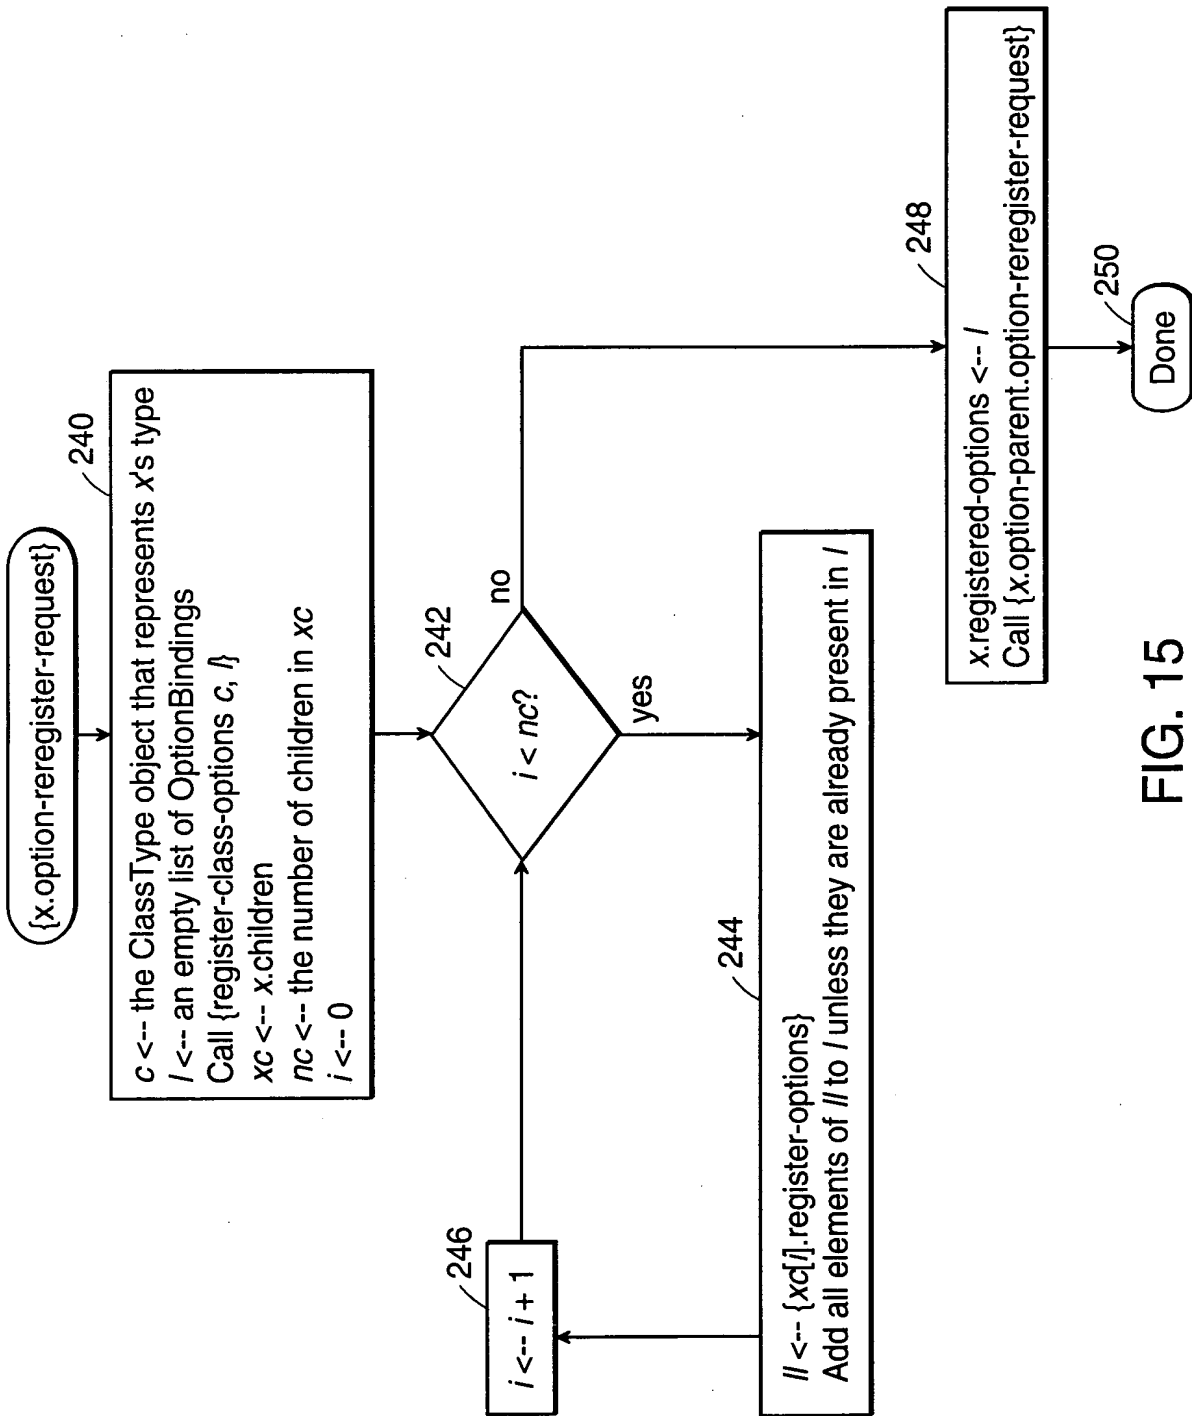 {x.option-reregister-request}
240
c <-- the ClassType object that represents x's type
l <-- an empty list of OptionBindings
Call {register-class-options c, l}
xc <-- x.children
nc <-- the number of children in xc
i <-- 0
242
i < nc?
no
yes
246
i <-- i + 1
244
ll <-- {xc[i].register-options}
Add all elements of ll to l unless they are already present in l
248
x.registered-options <-- l
Call {x.option-parent.option-reregister-request}
250
Done
FIG. 15